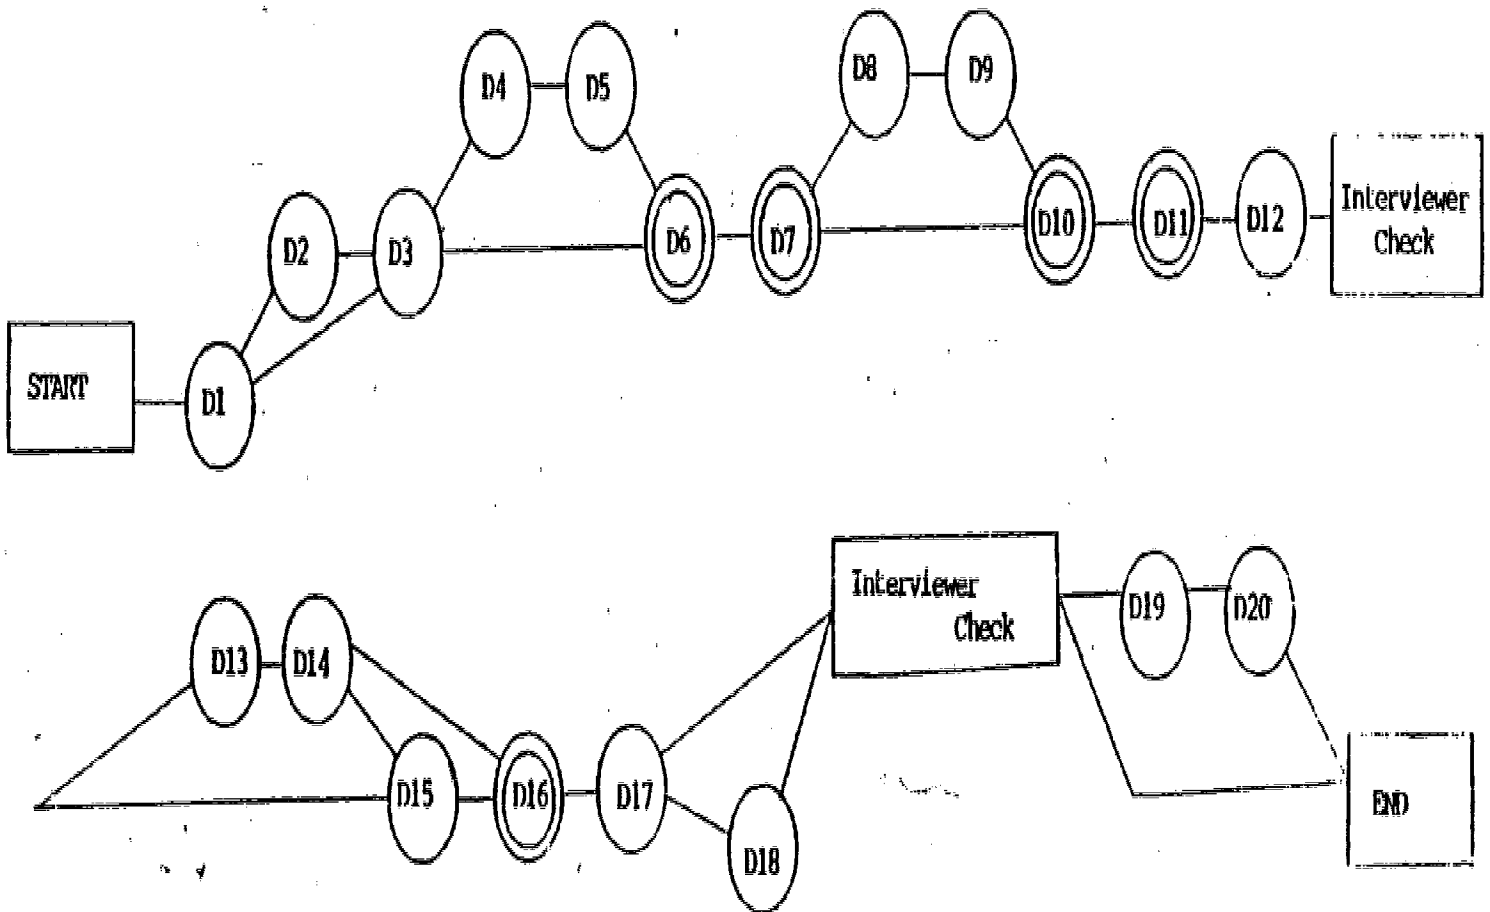 START
D1
D2
D3
D4
D5
D6
D7
D8
D9
D10
D11
D12
Interviewer
Check
D13
D14
D15
D16
D17
D18
Interviewer
Check
D19
D20
END